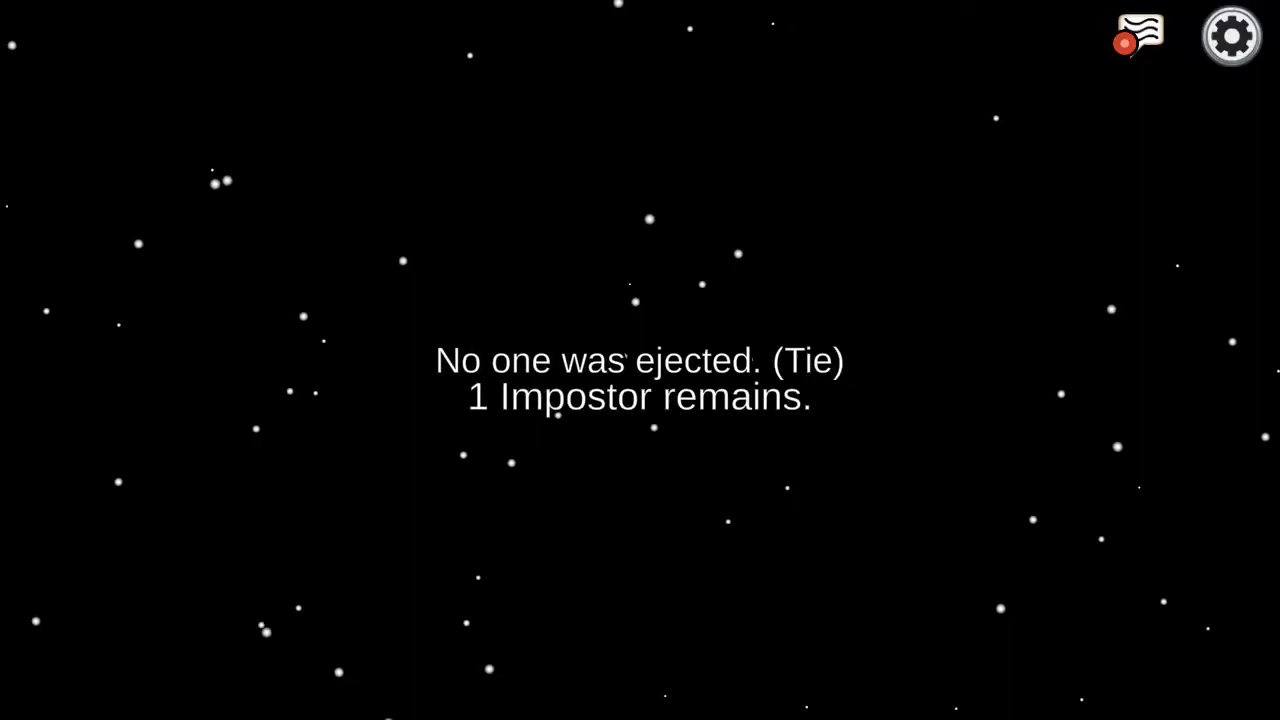 No one was ejected. (Tie)
1 Impostor remains.